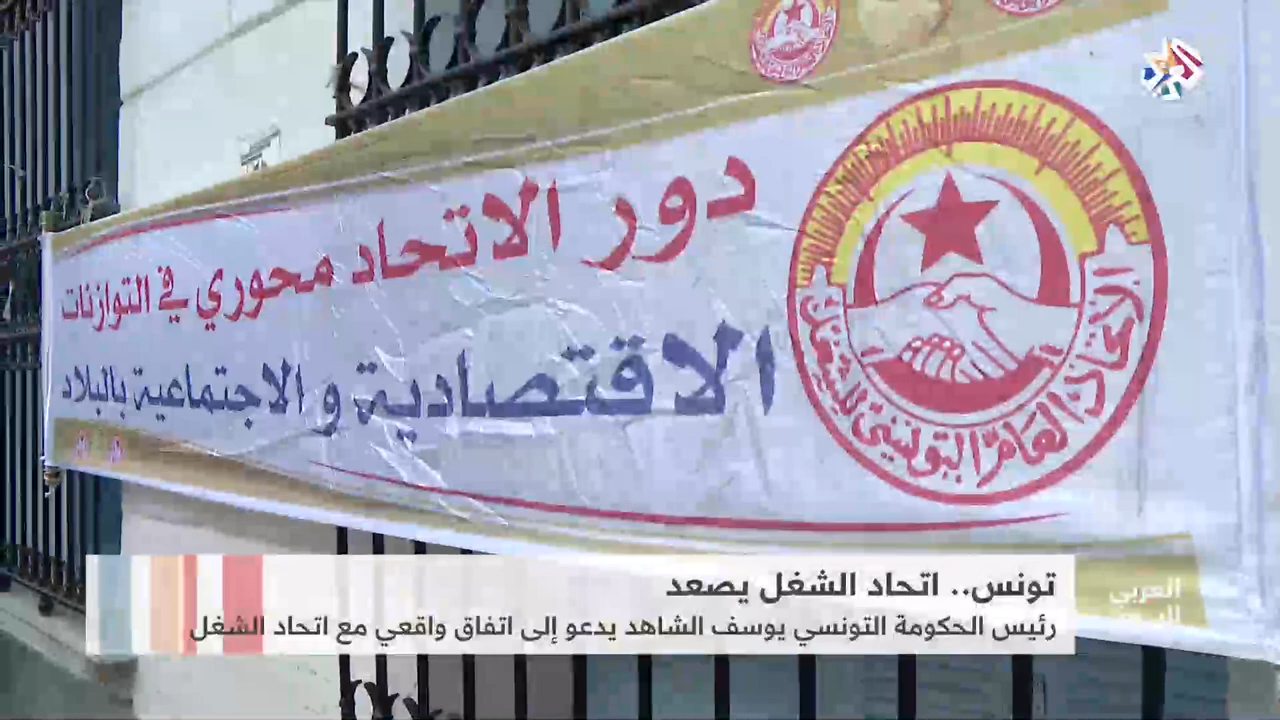 دور الاتحاد محوري في التوازنات
الاقتصادية و الاجتماعية بالبلاد
الاتحاد العام التونسي للشغل
العربي
تونس.. اتحاد الشغل يصعد
رئيس الحكومة التونسي يوسف الشاهد يدعو إلى اتفاق واقعي مع اتحاد الشغل